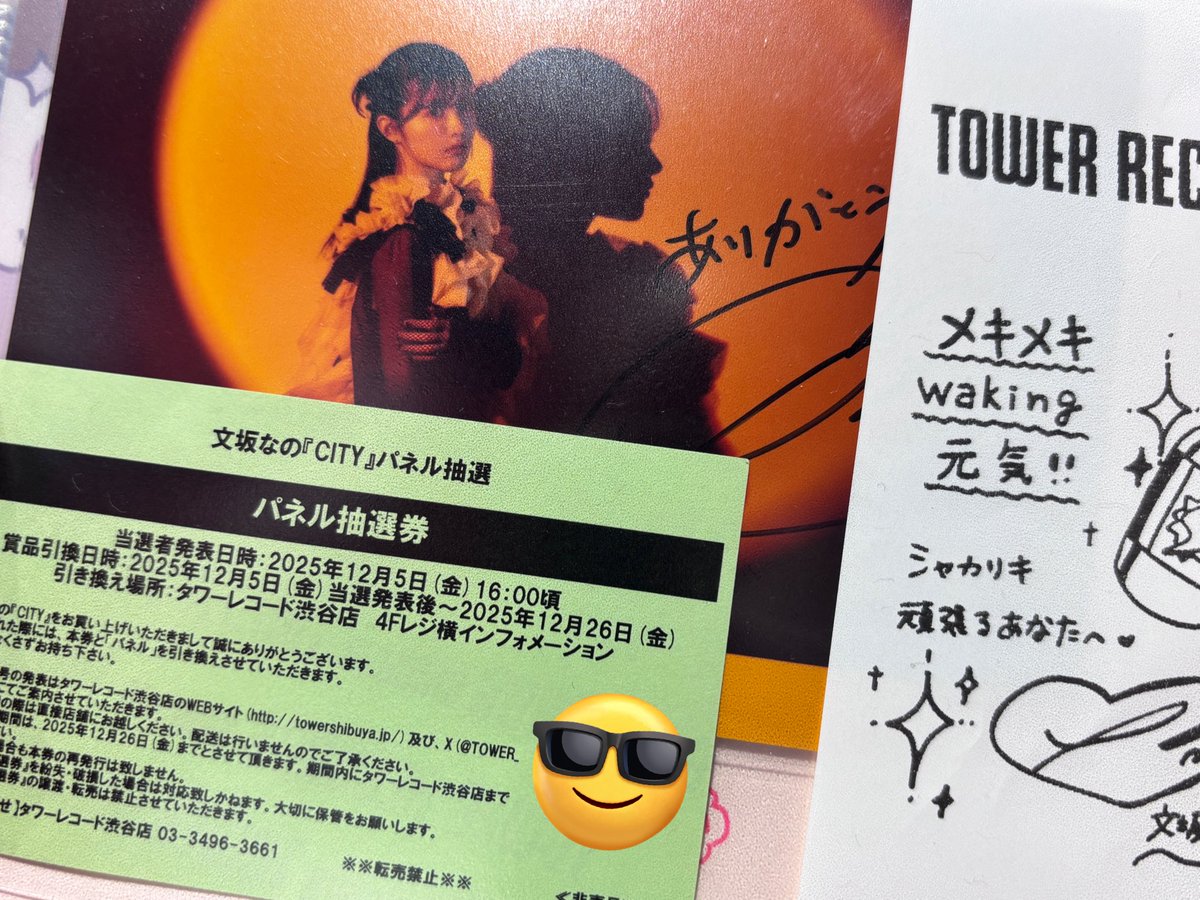 ありがとう
TOWER REC
メキメキ
waking
元気!!
シャカリキ
頑張るあなたへ♥
文坂
文坂なの『CITY』パネル抽選
パネル抽選券
当選者発表日時:2025年12月5日(金)16:00頃
賞品引換日時:2025年12月5日(金)当選発表後~2025年12月26日(金)
引き換え場所:タワーレコード渋谷店 4Fレジ横インフォメーション
の『CITY』をお買い上げいただきまして誠にありがとうございます。
れた際には、本券と「パネル」を引き換えさせていただきます。
くさずお持ち下さい。
号の発表はタワーレコード渋谷店のWEBサイト(http://towershibuya.jp/)及び、X(@TOWER_
にてご案内させていただきます。
の際は直接店舗にお越しください。配送は行いませんのでご了承ください。
期間は、2025年12月26日(金)までとさせて頂きます。期間内にタワーレコード渋谷店まで
さい。
場合も本券の再発行は致しません。
選券』を紛失・破損した場合は対応致しかねます。大切に保管をお願いします。
選券』の譲渡・転売は禁止させていただきます。
せ】タワーレコード渋谷店 03-3496-3661
※※転売禁止※※